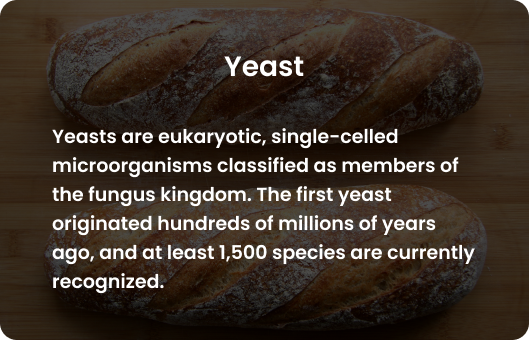 Yeast
Yeasts are eukaryotic, single-celled
microorganisms classified as members of
the fungus kingdom. The first yeast
originated hundreds of millions of years
ago, and at least 1,500 species are currently
recognized.